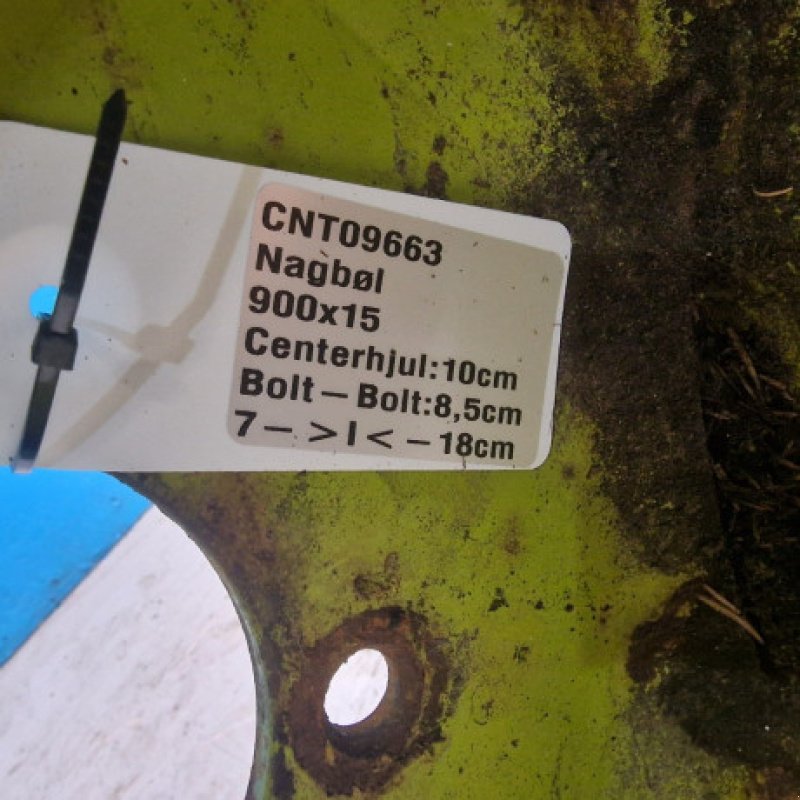 CNT09663
Nagbøl
900x15
Centerhjul:10cm
Bolt – Bolt:8,5cm
7 – > I < – 18cm